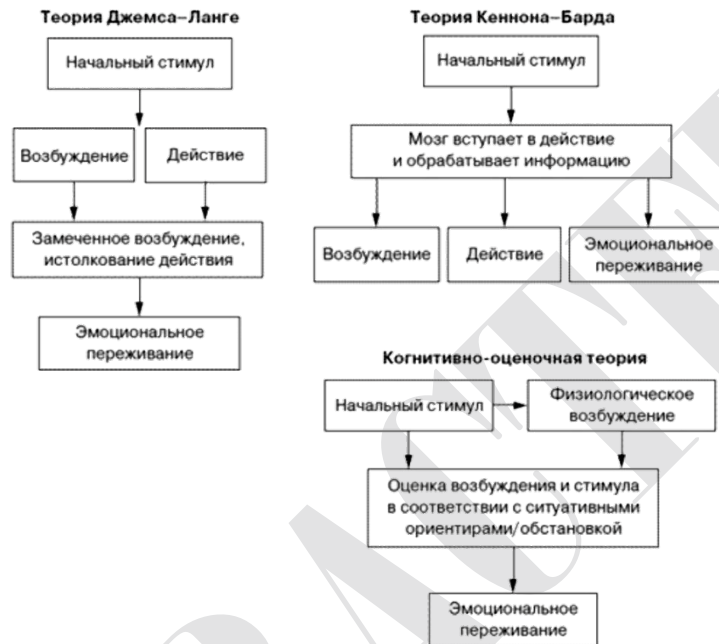 Теория Джемса–Ланге
Начальный стимул
Возбуждение
Действие
Замеченное возбуждение,
истолкование действия
Эмоциональное
переживание
Теория Кеннона–Барда
Начальный стимул
Мозг вступает в действие
и обрабатывает информацию
Возбуждение
Действие
Эмоциональное
переживание
Когнитивно-оценочная теория
Начальный стимул
Физиологическое
возбуждение
Оценка возбуждения и стимула
в соответствии с ситуативными
ориентирами/обстановкой
Эмоциональное
переживание